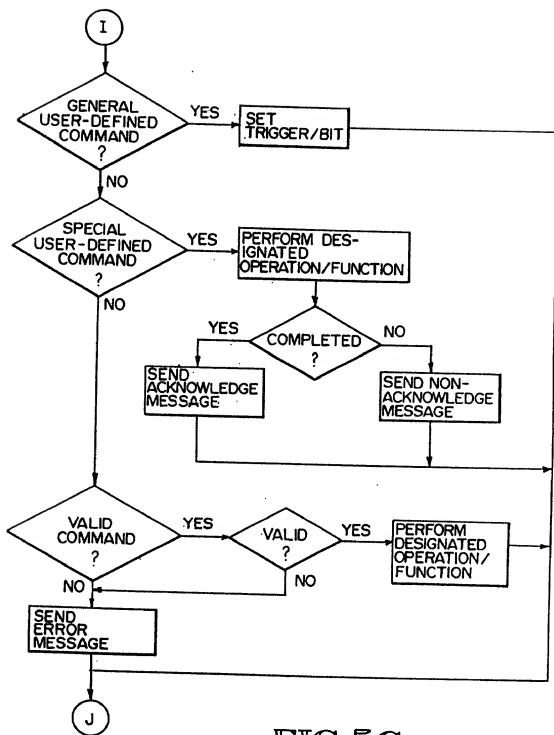 I
GENERAL
USER-DEFINED
COMMAND
?
YES
SET
TRIGGER/BIT
NO
SPECIAL
USER-DEFINED
COMMAND
?
YES
PERFORM DES-
IGNATED
OPERATION/FUNCTION
NO
YES
COMPLETED
?
NO
SEND
ACKNOWLEDGE
MESSAGE
SEND NON-
ACKNOWLEDGE
MESSAGE
VALID
COMMAND
?
YES
VALID
?
YES
PERFORM
DESIGNATED
OPERATION/
FUNCTION
NO
NO
SEND
ERROR
MESSAGE
J